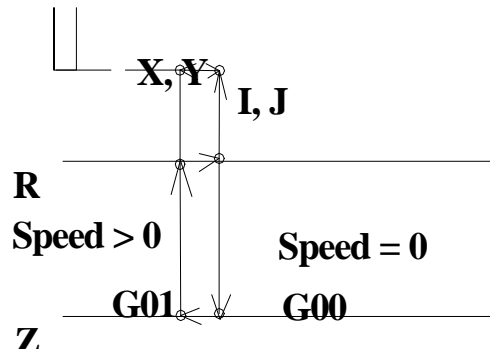 X, Y
I, J
R
Speed > 0
Speed = 0
G01
G00
Z